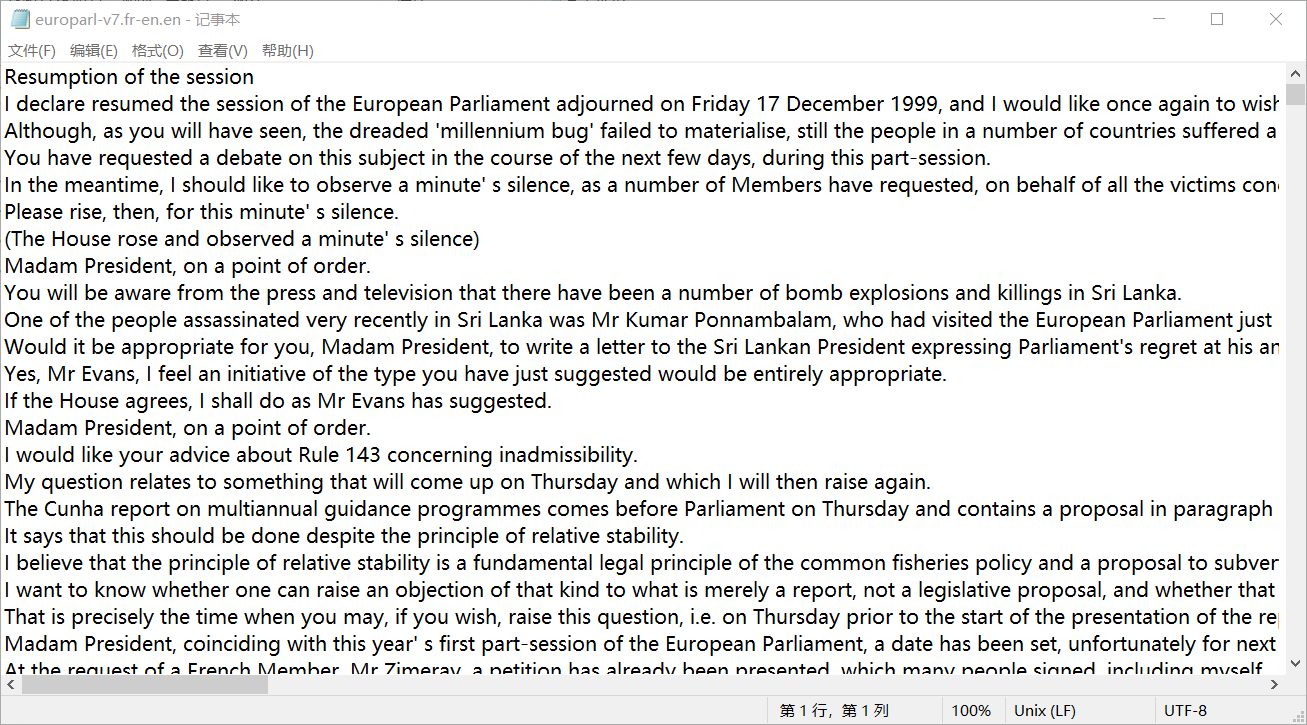 europarl-v7.fr-en.en - 记事本
文件(F) 编辑(E) 格式(O) 查看(V) 帮助(H)
Resumption of the session
I declare resumed the session of the European Parliament adjourned on Friday 17 December 1999, and I would like once again to wish
Although, as you will have seen, the dreaded 'millennium bug' failed to materialise, still the people in a number of countries suffered a
You have requested a debate on this subject in the course of the next few days, during this part-session.
In the meantime, I should like to observe a minute' s silence, as a number of Members have requested, on behalf of all the victims
Please rise, then, for this minute' s silence.
(The House rose and observed a minute' s silence)
Madam President, on a point of order.
You will be aware from the press and television that there have been a number of bomb explosions and killings in Sri Lanka.
One of the people assassinated very recently in Sri Lanka was Mr Kumar Ponnambalam, who had visited the European Parliament just
Would it be appropriate for you, Madam President, to write a letter to the Sri Lankan President expressing Parliament's regret at his
Yes, Mr Evans, I feel an initiative of the type you have just suggested would be entirely appropriate.
If the House agrees, I shall do as Mr Evans has suggested.
Madam President, on a point of order.
I would like your advice about Rule 143 concerning inadmissibility.
My question relates to something that will come up on Thursday and which I will then raise again.
The Cunha report on multiannual guidance programmes comes before Parliament on Thursday and contains a proposal in paragraph
It says that this should be done despite the principle of relative stability.
I believe that the principle of relative stability is a fundamental legal principle of the common fisheries policy and a proposal to
I want to know whether one can raise an objection of that kind to what is merely a report, not a legislative proposal, and whether that
That is precisely the time when you may, if you wish, raise this question, i.e. on Thursday prior to the start of the presentation of the
Madam President, coinciding with this year' s first part-session of the European Parliament, a date has been set, unfortunately for next
At the request of a French Member, Mr Zimeray, a petition has already been presented, which many people signed, including myself.
第 1 行，第 1 列 100% Unix (LF) UTF-8